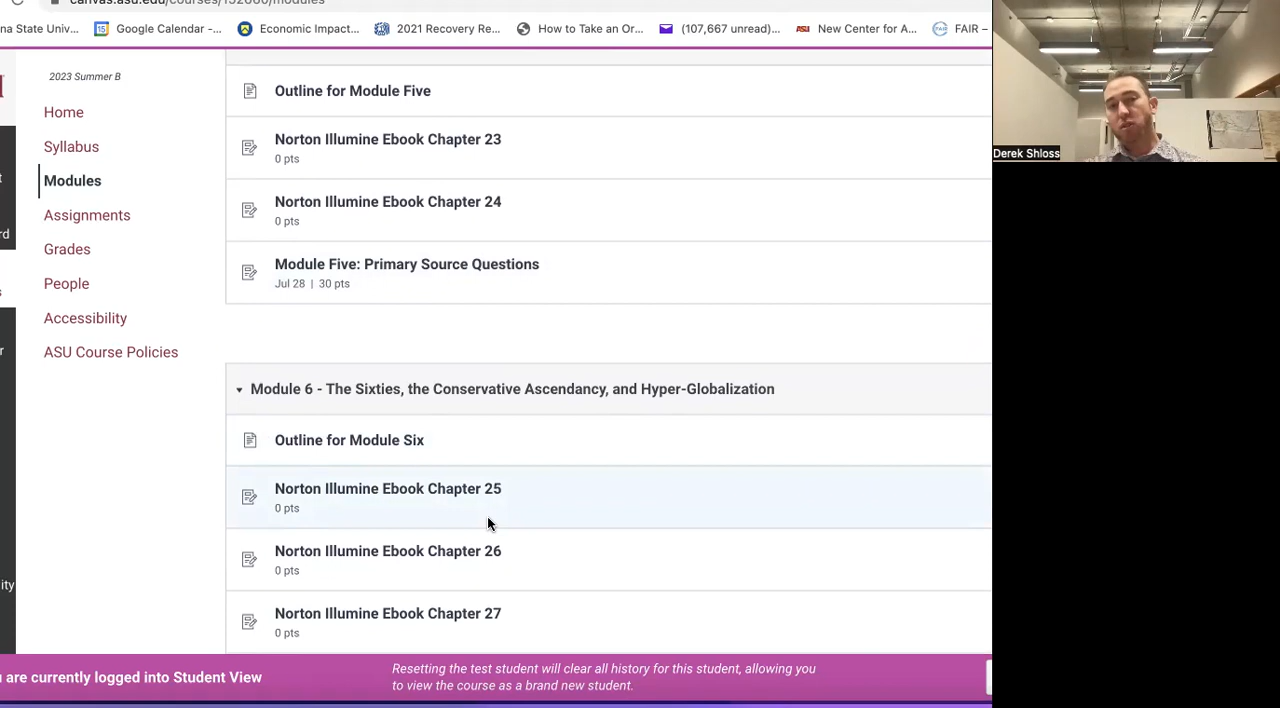 canvas.asu.edu/courses/152660/modules
na State Univ...
Google Calendar -...
Economic Impact...
2021 Recovery Re...
How to Take an Or...
(107,667 unread)...
New Center for A...
FAIR –
2023 Summer B
Home
Syllabus
Modules
Assignments
Grades
People
Accessibility
ASU Course Policies
Outline for Module Five
Norton Illumine Ebook Chapter 23
0 pts
Norton Illumine Ebook Chapter 24
0 pts
Module Five: Primary Source Questions
Jul 28 | 30 pts
Module 6 - The Sixties, the Conservative Ascendancy, and Hyper-Globalization
Outline for Module Six
Norton Illumine Ebook Chapter 25
0 pts
Norton Illumine Ebook Chapter 26
0 pts
Norton Illumine Ebook Chapter 27
0 pts
are currently logged into Student View
Resetting the test student will clear all history for this student, allowing you
to view the course as a brand new student.
Derek Shloss